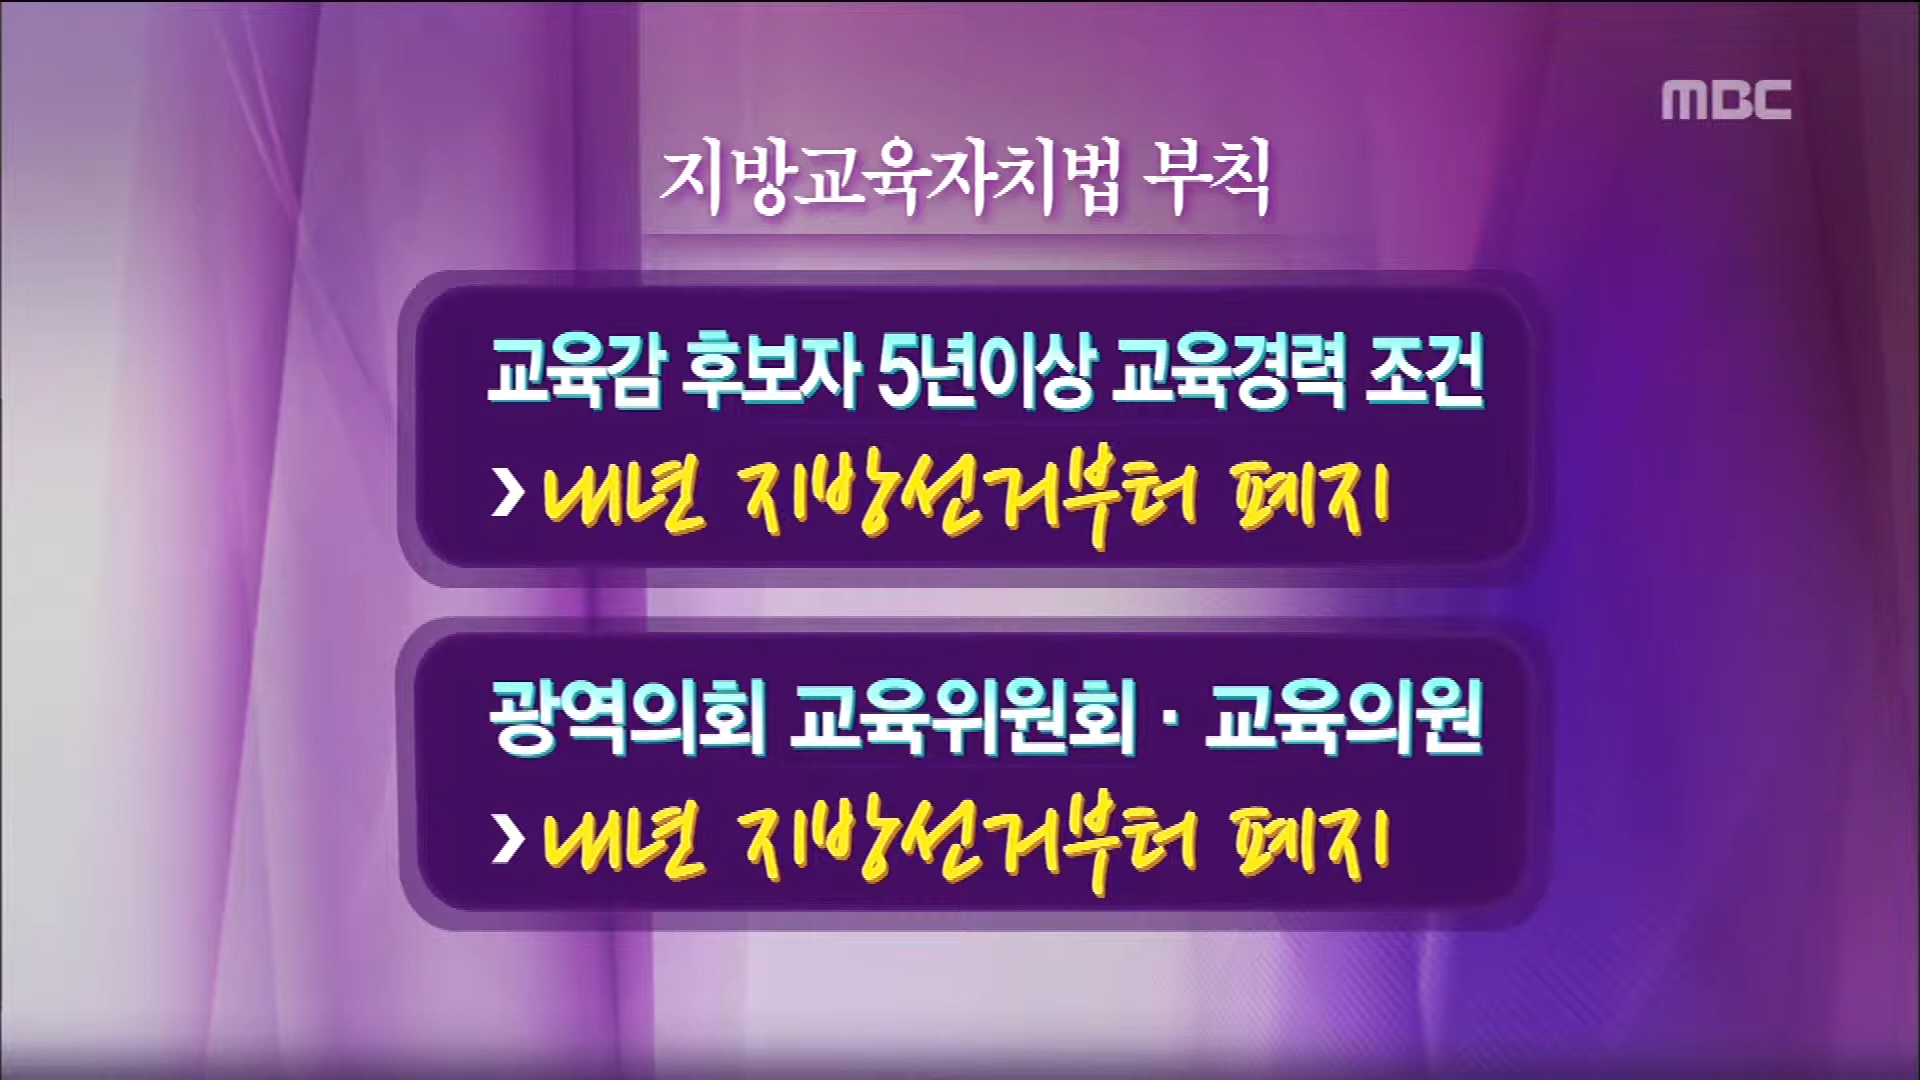 MBC
지방교육자치법 부칙
교육감 후보자 5년이상 교육경력 조건
› 내년 지방선거부터 폐지
광역의회 교육위원회 · 교육의원
› 내년 지방선거부터 폐지